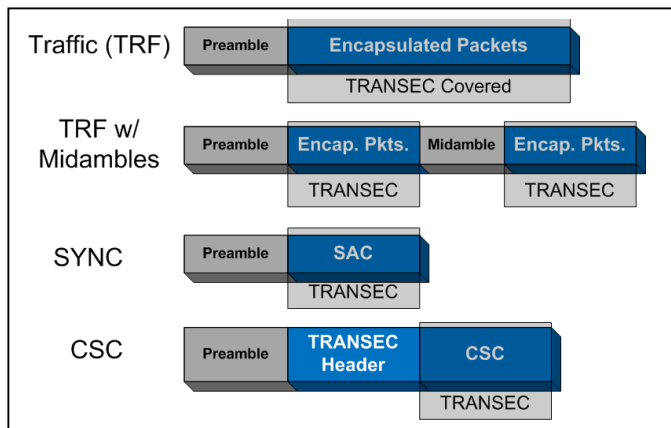 Traffic (TRF)
Preamble
Encapsulated Packets
TRANSEC Covered
TRF w/
Midambles
Preamble
Encap. Pkts.
Midamble
Encap. Pkts.
TRANSEC
TRANSEC
SYNC
Preamble
SAC
TRANSEC
CSC
Preamble
TRANSEC
Header
CSC
TRANSEC